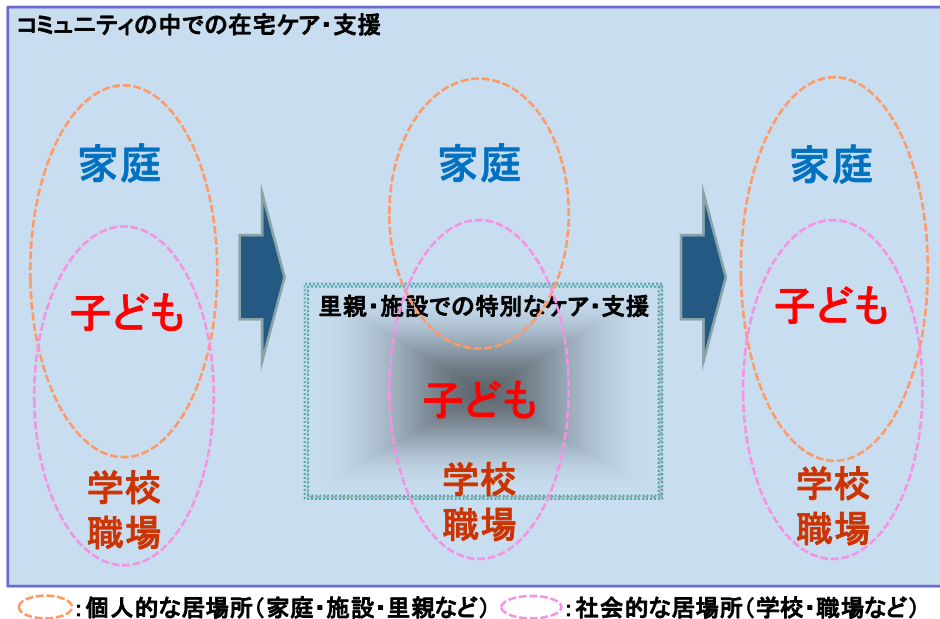 コミュニティの中での在宅ケア・支援
家庭
子ども
学校
職場
家庭
里親・施設での特別なケア・支援
子ども
学校
職場
家庭
子ども
学校
職場
:個人的な居場所(家庭・施設・里親など)
:社会的な居場所(学校・職場など)